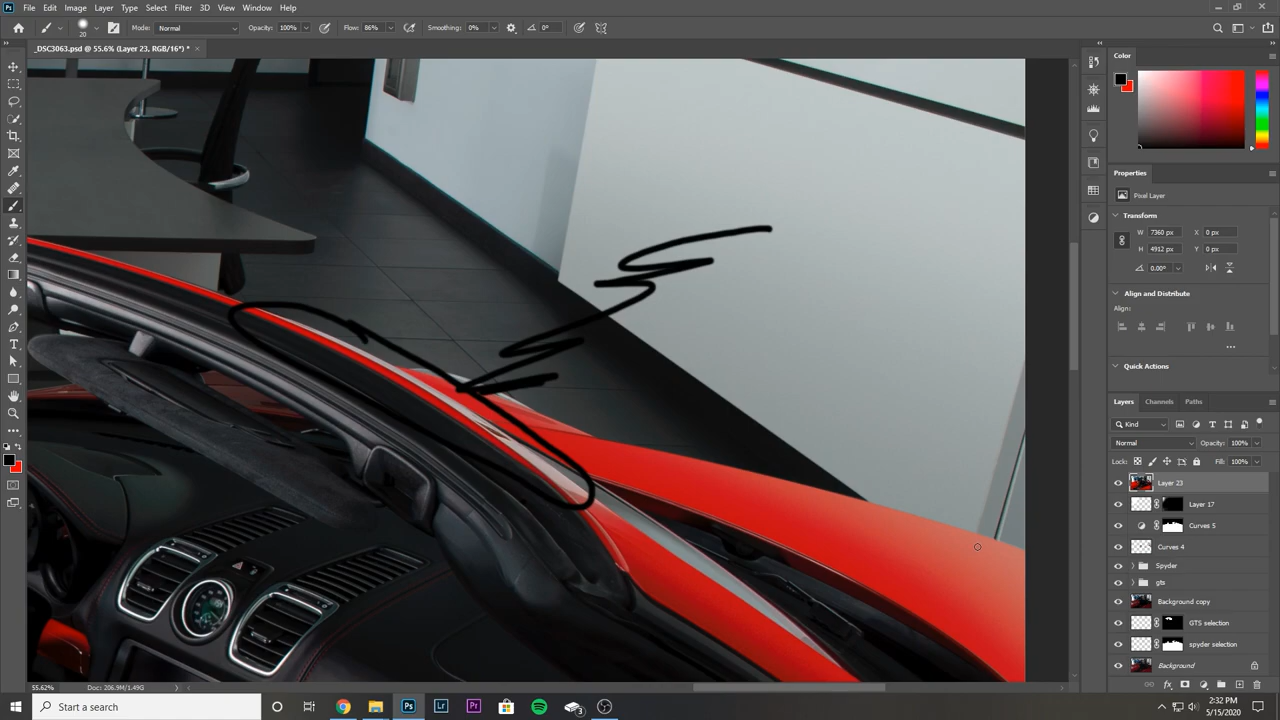 File Edit Image Layer Type Select Filter 3D View Window Help
20 Mode: Normal Opacity: 100% Flow: 86% Smoothing: 0% 0°
_DSC3063.psd @ 55.6% (Layer 23, RGB/16*) * ×
Color
Properties
Pixel Layer
Transform
W 7360 px X 0 px
H 4912 px Y 0 px
0.00°
Align and Distribute
Align:
Quick Actions
Layers Channels Paths
Kind
Normal Opacity: 100%
Lock: Fill: 100%
Layer 23
Layer 17
Curves 5
Curves 4
Spyder
gts
Background copy
GTS selection
spyder selection
Background
55.62% Doc: 206.9M/1.49G
Start a search
3
2:32 PM
5/15/2020